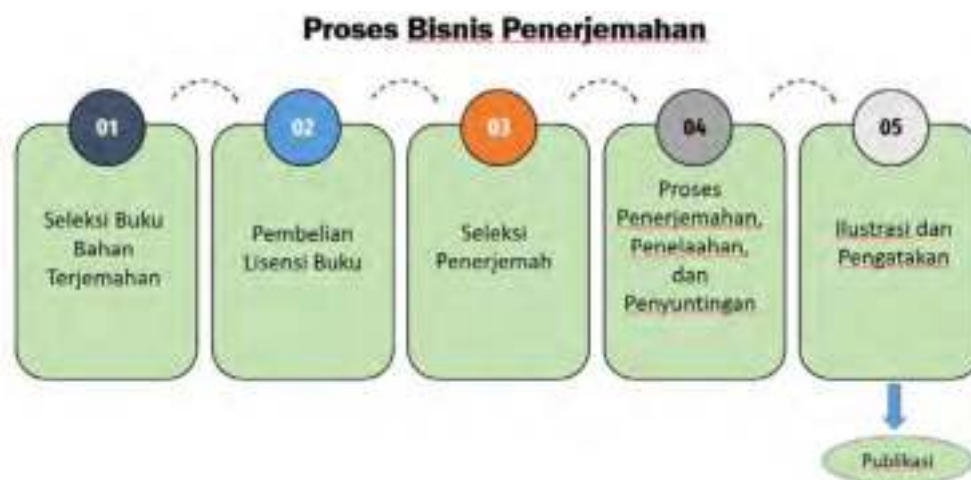 Proses Bisnis Penerjemahan
01
Seleksi Buku
Bahan
Terjemahan
02
Pembelian
Lisensi Buku
03
Seleksi
Penerjemah
04
Proses
Penerjemahan,
Penelaahan,
dan
Penyuntingan
05
Ilustrasi dan
Pengatakan
Publikasi